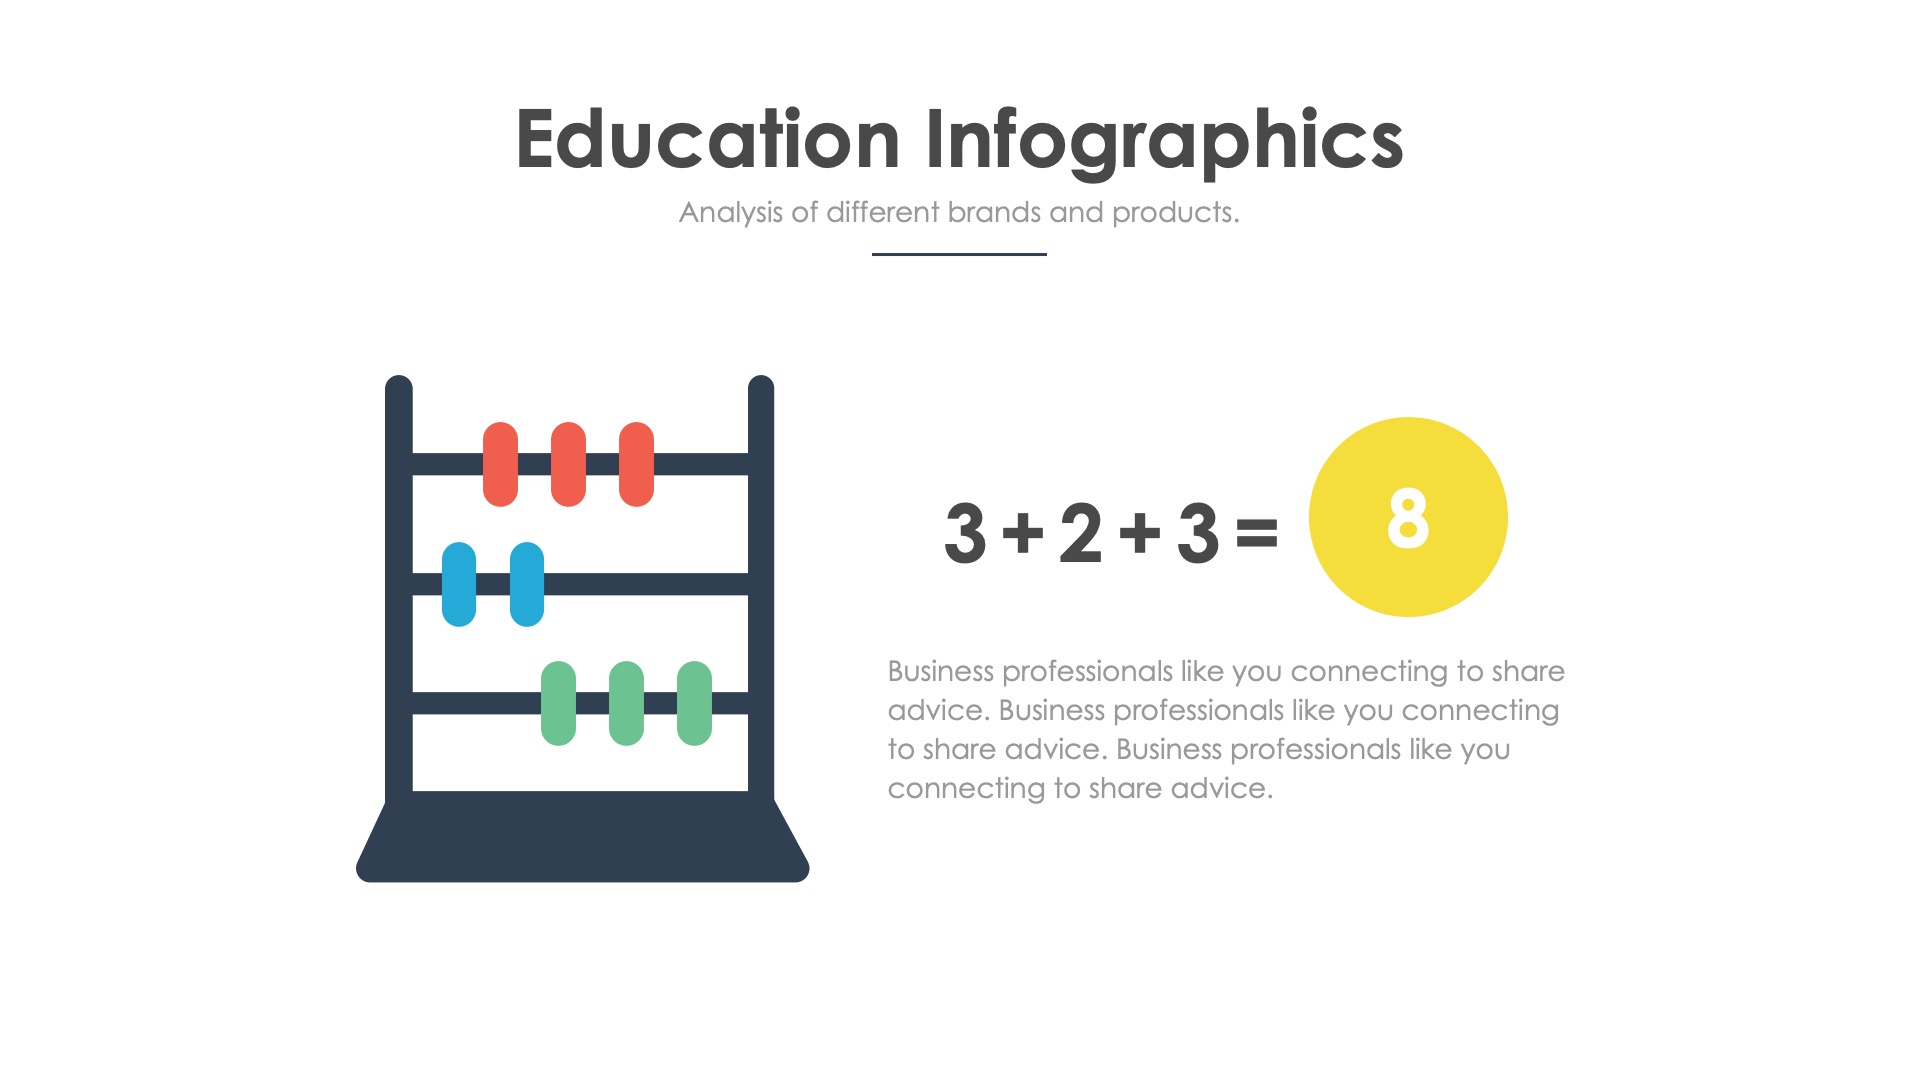 Education Infographics
Analysis of different brands and products.
3+2+3= 8
Business professionals like you connecting to share
advice. Business professionals like you connecting
to share advice. Business professionals like you
connecting to share advice.